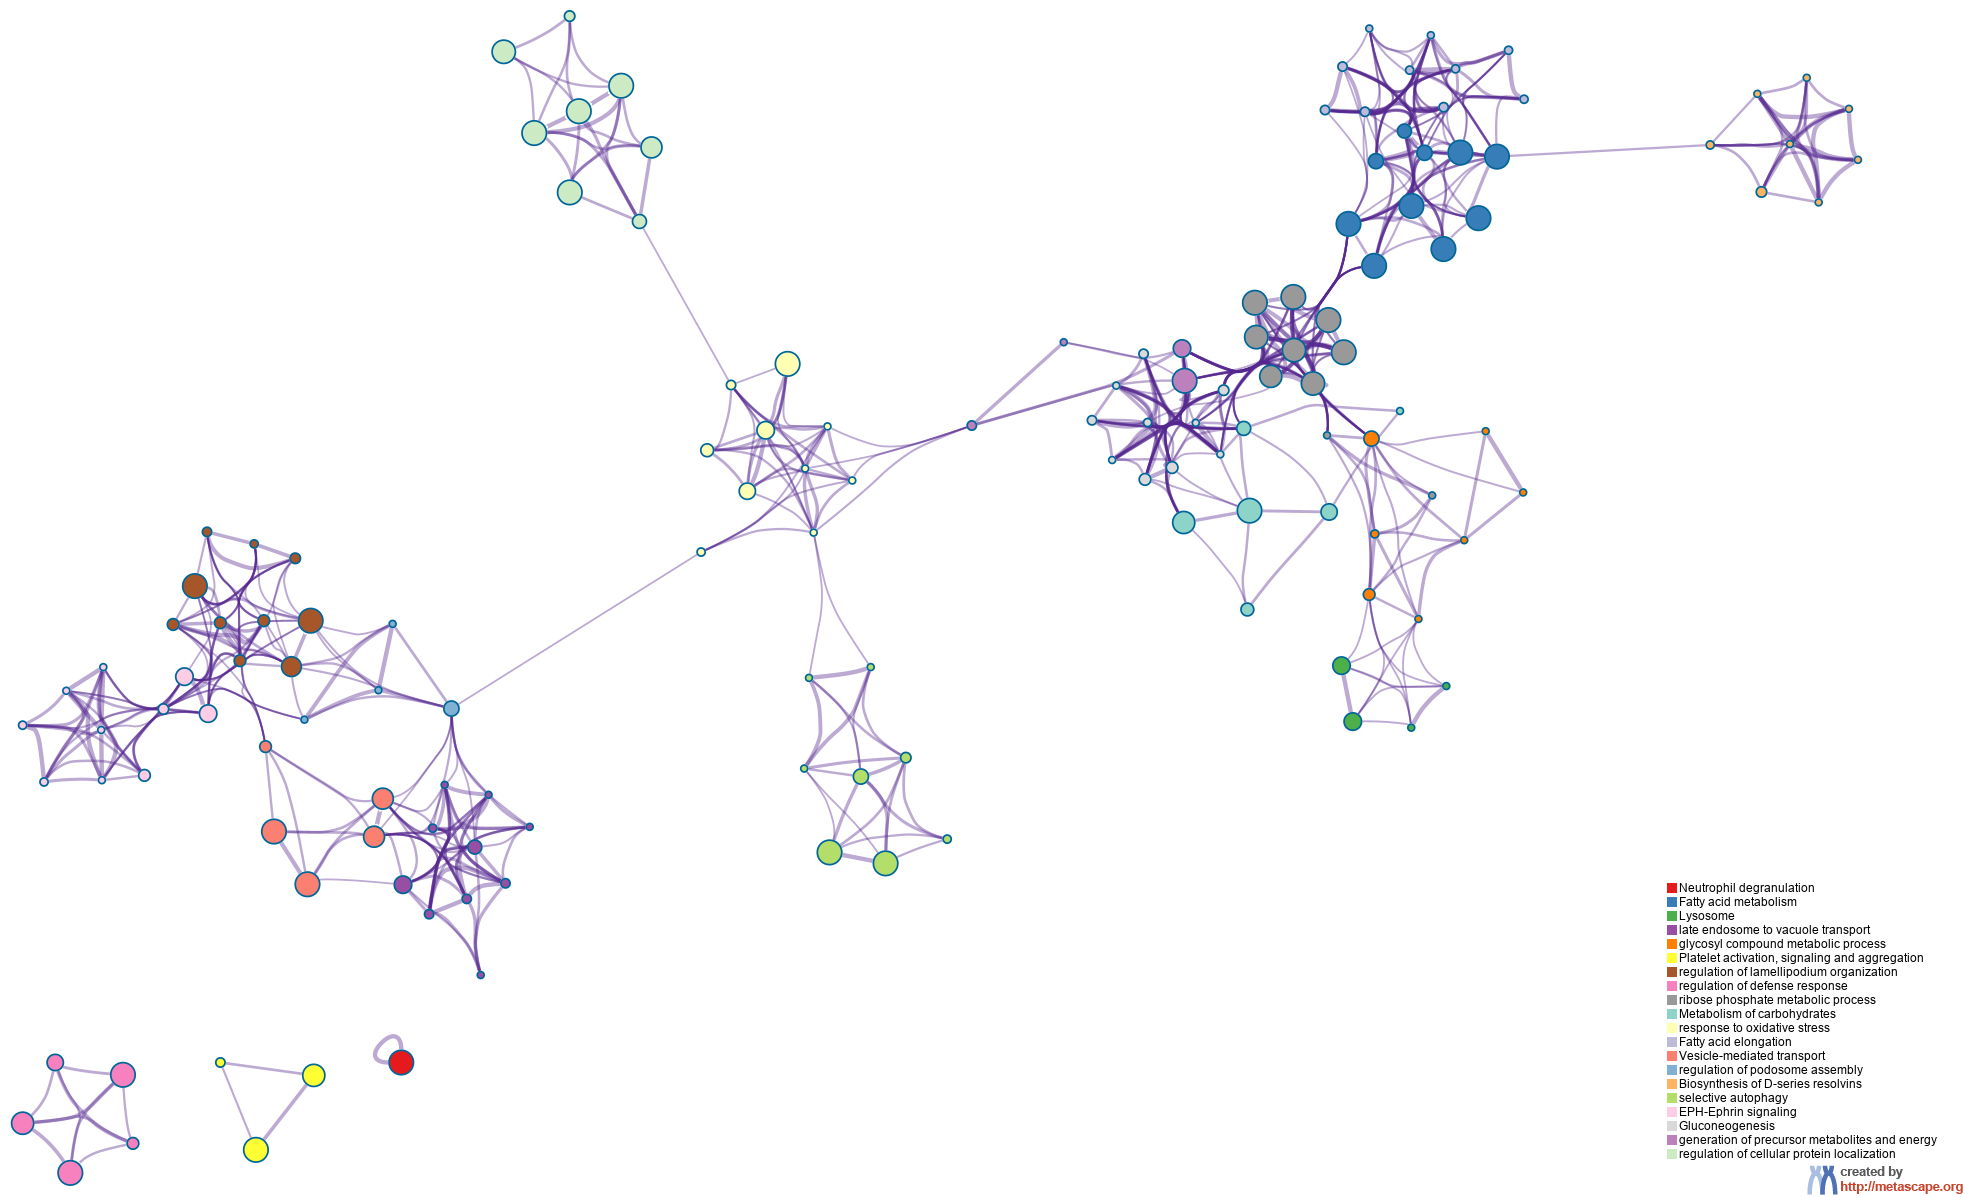 Neutrophil degranulation
Fatty acid metabolism
Lysosome
late endosome to vacuole transport
glycosyl compound metabolic process
Platelet activation, signaling and aggregation
regulation of lamellipodium organization
regulation of defense response
ribose phosphate metabolic process
Metabolism of carbohydrates
response to oxidative stress
Fatty acid elongation
Vesicle-mediated transport
regulation of podosome assembly
Biosynthesis of D-series resolvins
selective autophagy
EPH-Ephrin signaling
Gluconeogenesis
generation of precursor metabolites and energy
regulation of cellular protein localization
created by
http://metascape.org